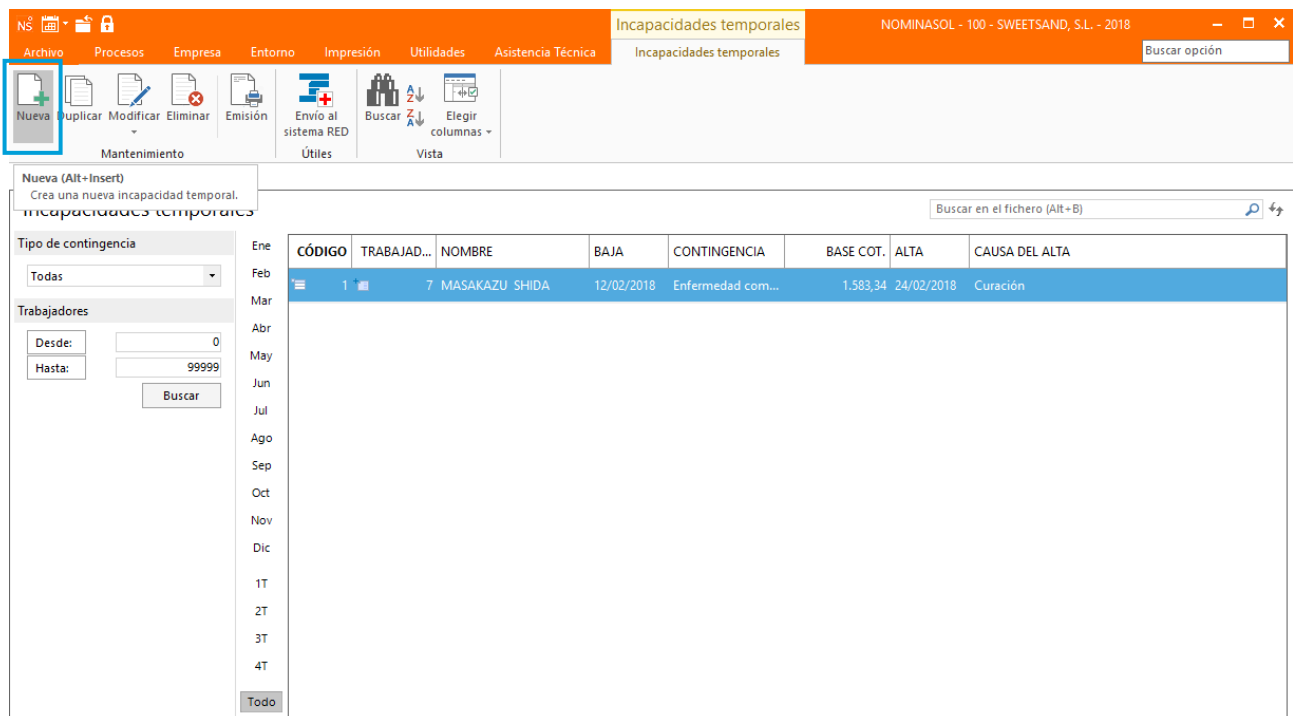 NS
Incapacidades temporales
NOMINASOL - 100 - SWEETSAND, S.L. - 2018
Archivo Procesos Empresa Entorno Impresión Utilidades Asistencia Técnica Incapacidades temporales
Buscar opción
Nueva Duplicar Modificar Eliminar Emisión Envío al sistema RED Buscar Elegir columnas
Mantenimiento Útiles Vista
Nueva (Alt+Insert)
Crea una nueva incapacidad temporal.
Incapacidades temporales
Buscar en el fichero (Alt+B)
Tipo de contingencia
Todas
Trabajadores
Desde: 0
Hasta: 99999
Buscar
Ene
Feb
Mar
Abr
May
Jun
Jul
Ago
Sep
Oct
Nov
Dic
1T
2T
3T
4T
Todo
CÓDIGO TRABAJAD... NOMBRE BAJA CONTINGENCIA BASE COT. ALTA CAUSA DEL ALTA
1 7 MASAKAZU SHIDA 12/02/2018 Enfermedad com... 1.583,34 24/02/2018 Curación